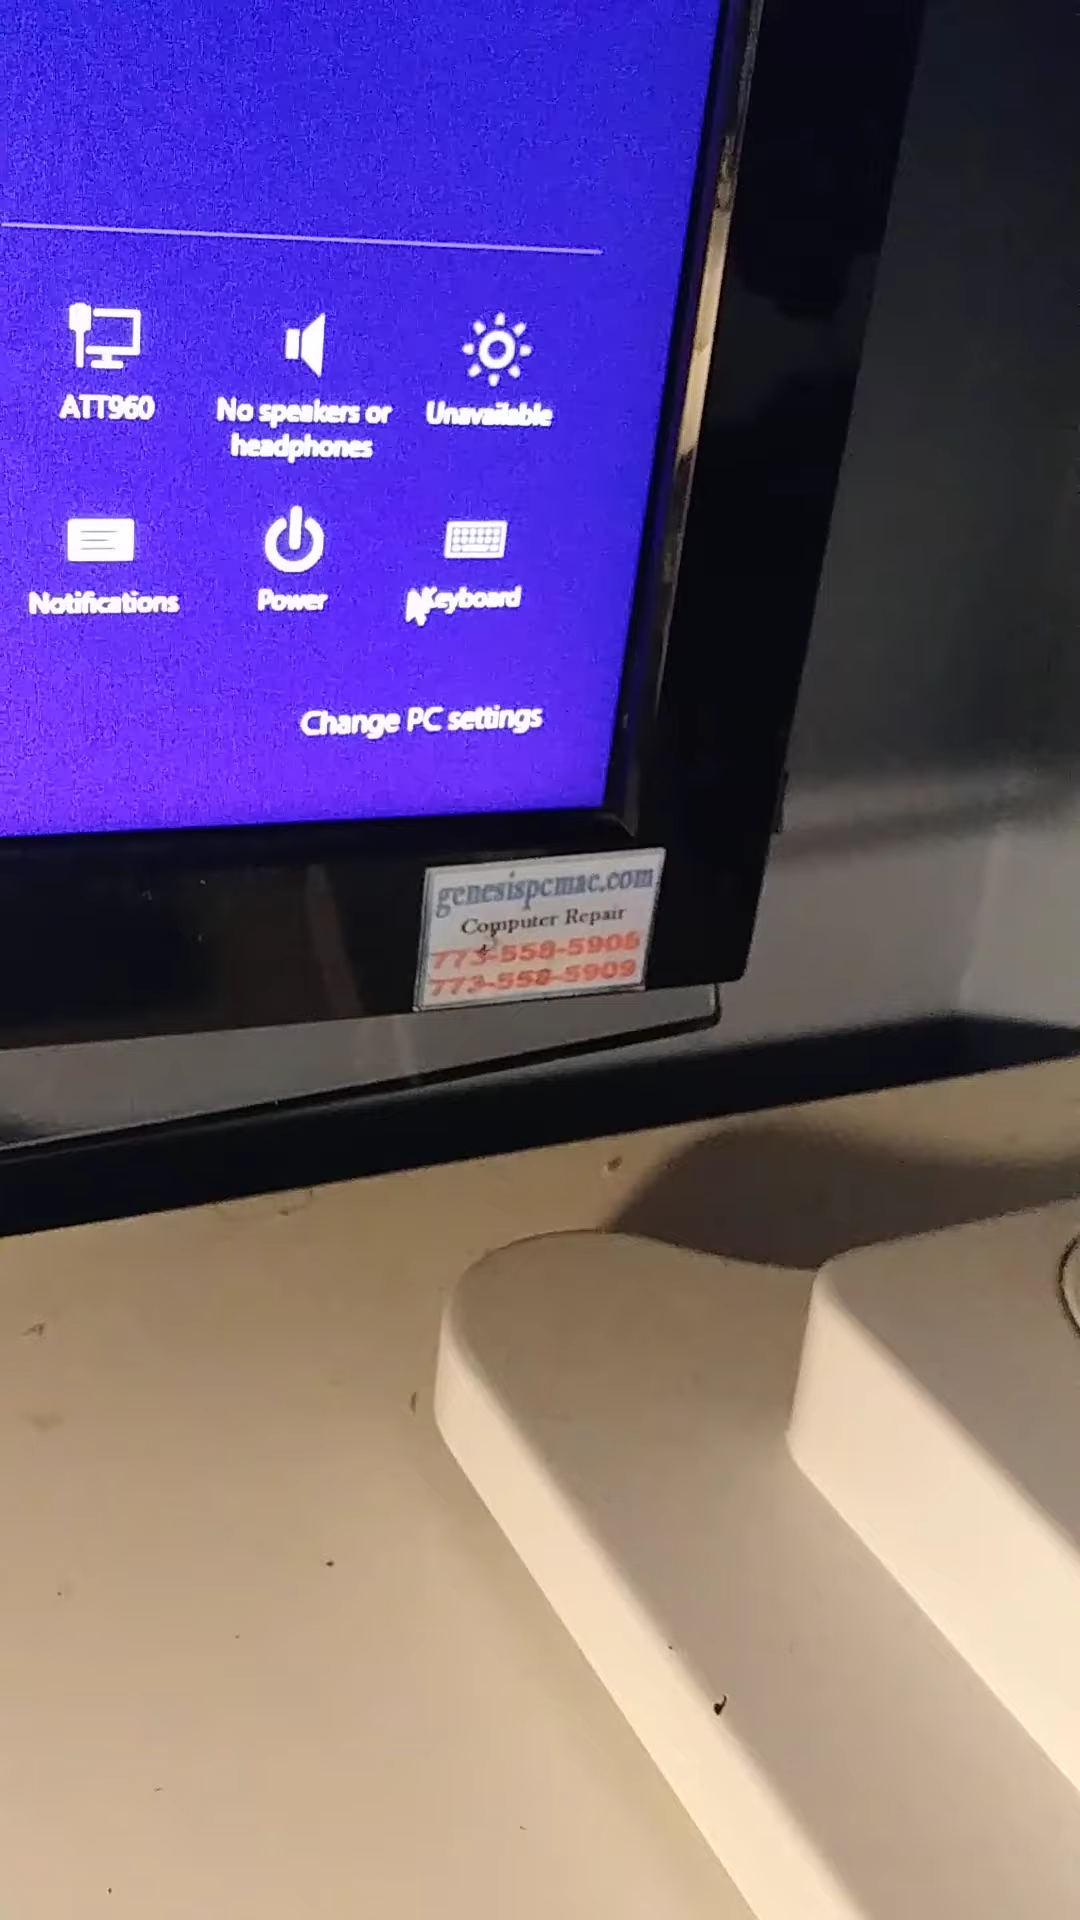 ATT960
No speakers or
headphones
Unavailable
Notifications
Power
Keyboard
Change PC settings
genesispcmac.com
Computer Repair
773-558-5906
773-558-5909